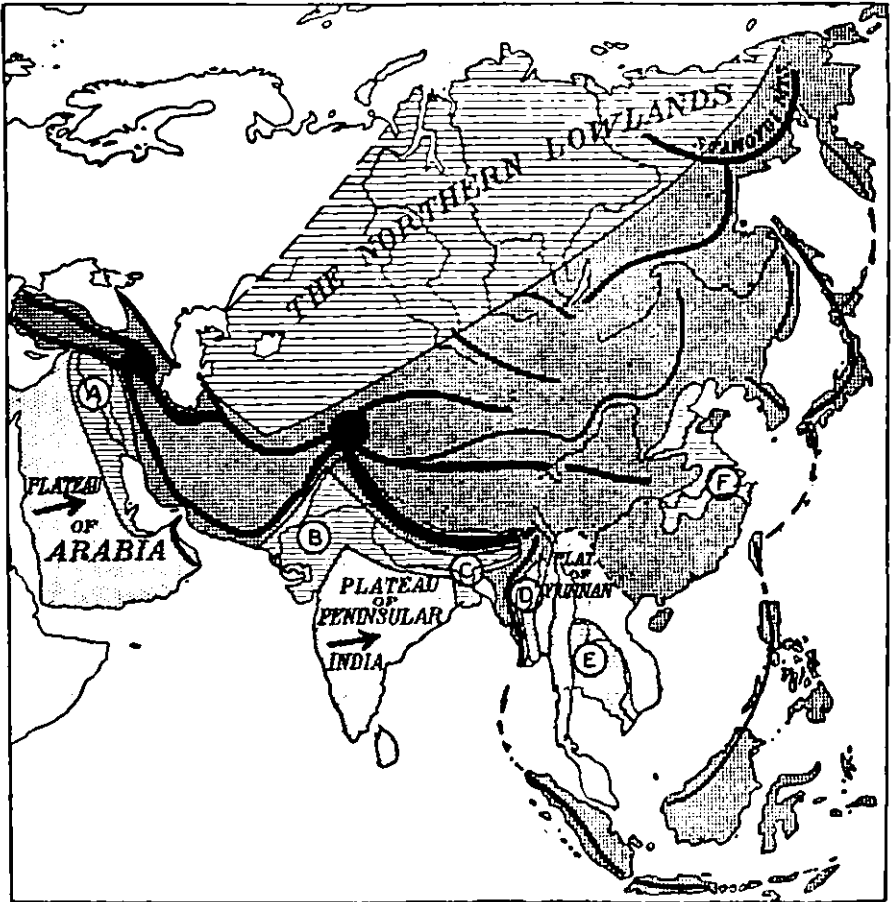 THE NORTHERN LOWLANDS
A
PLATEAU
OF
ARABIA
B
C
PLATEAU
OF
PENINSULAR
INDIA
PLAT.
OF
YUNNAN
D
E
F